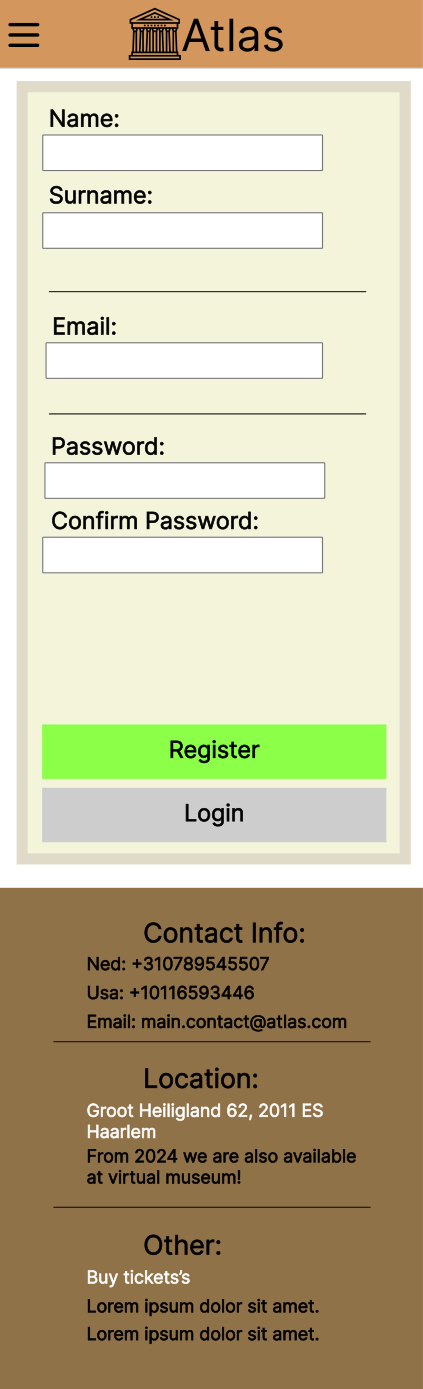 Atlas
Name:
Surname:
Email:
Password:
Confirm Password:
Register
Login
Contact Info:
Ned: +310789545507
Usa: +10116593446
Email: main.contact@atlas.com
Location:
Groot Heiligland 62, 2011 ES
Haarlem
From 2024 we are also available
at virtual museum!
Other:
Buy tickets’s
Lorem ipsum dolor sit amet.
Lorem ipsum dolor sit amet.